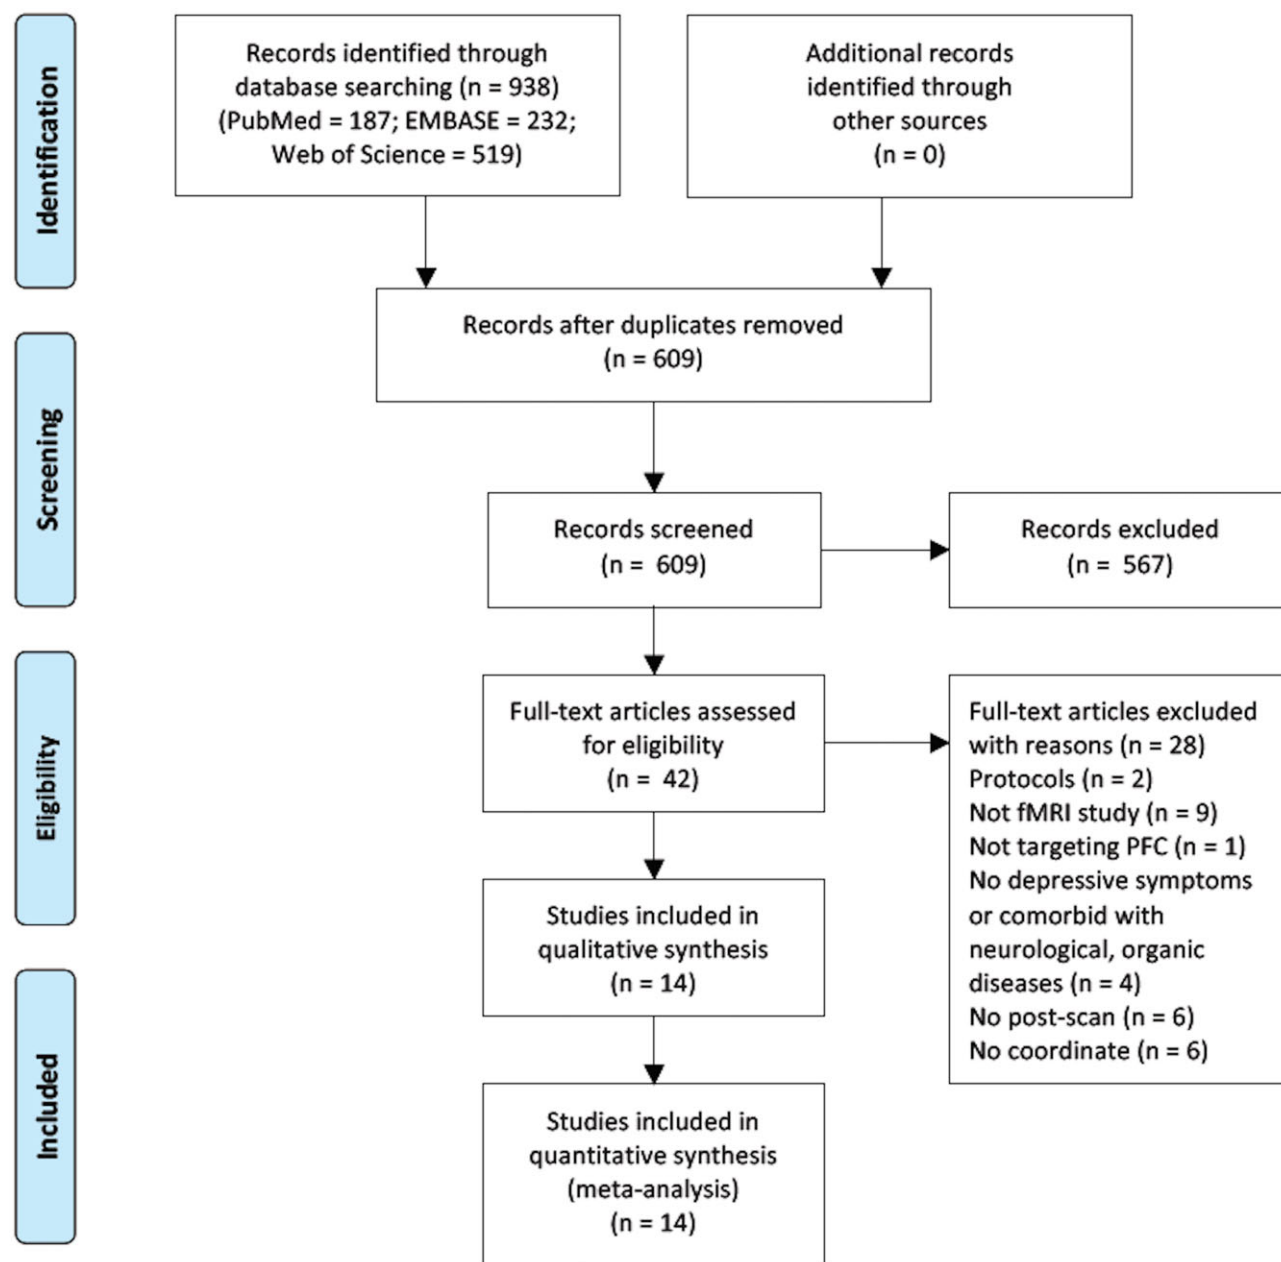 Identification
Records identified through
database searching (n = 938)
(PubMed = 187; EMBASE = 232;
Web of Science = 519)
Additional records
identified through
other sources
(n = 0)
Records after duplicates removed
(n = 609)
Screening
Records screened
(n = 609)
Records excluded
(n = 567)
Eligibility
Full-text articles assessed
for eligibility
(n = 42)
Full-text articles excluded
with reasons (n = 28)
Protocols (n = 2)
Not fMRI study (n = 9)
Not targeting PFC (n = 1)
No depressive symptoms
or comorbid with
neurological, organic
diseases (n = 4)
No post-scan (n = 6)
No coordinate (n = 6)
Studies included in
qualitative synthesis
(n = 14)
Included
Studies included in
quantitative synthesis
(meta-analysis)
(n = 14)